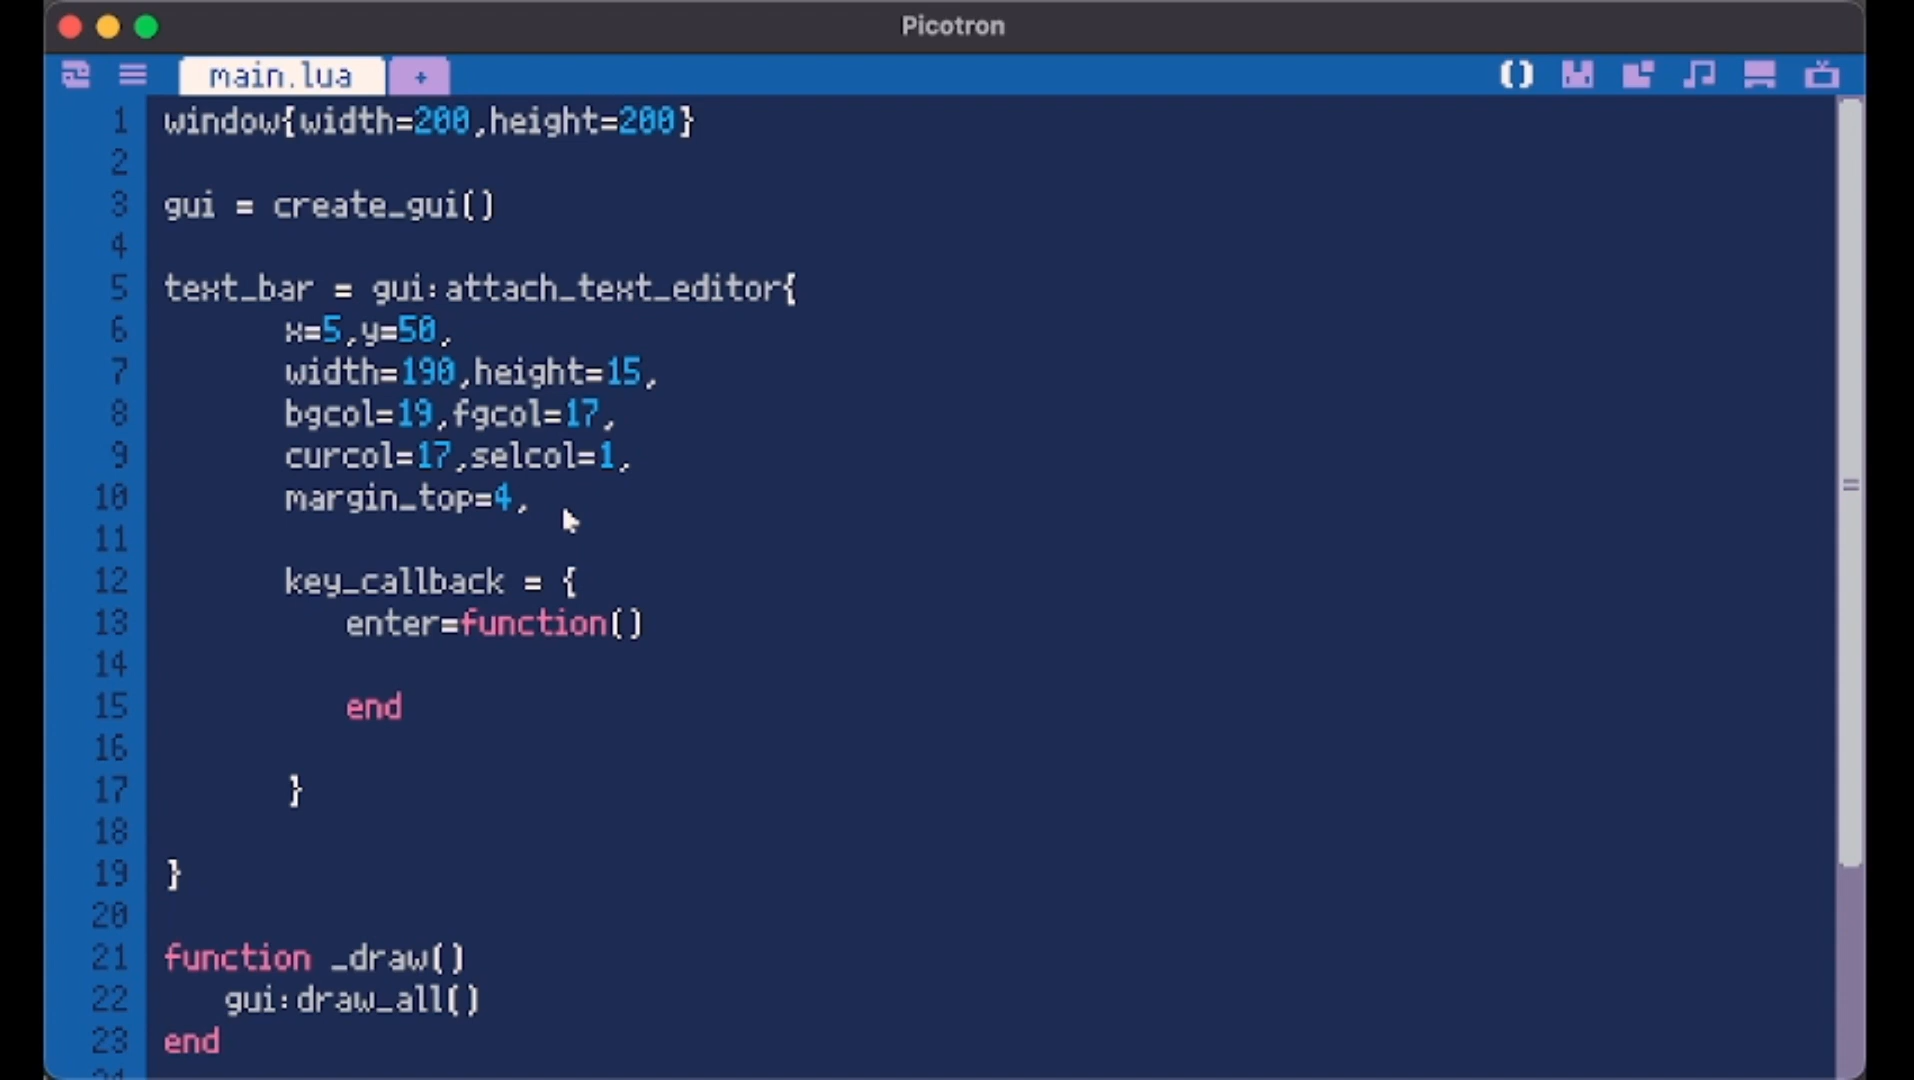 Picotron
main.lua +
1 window{width=200,height=200}
2
3 gui = create_gui()
4
5 text_bar = gui:attach_text_editor{
6 x=5,y=50,
7 width=190,height=15,
8 bgcol=19,fgcol=17,
9 curcol=17,selcol=1,
10 margin_top=4,
11
12 key_callback = {
13 enter=function()
14
15 end
16
17 }
18
19 }
20
21 function _draw()
22 gui:draw_all()
23 end
24